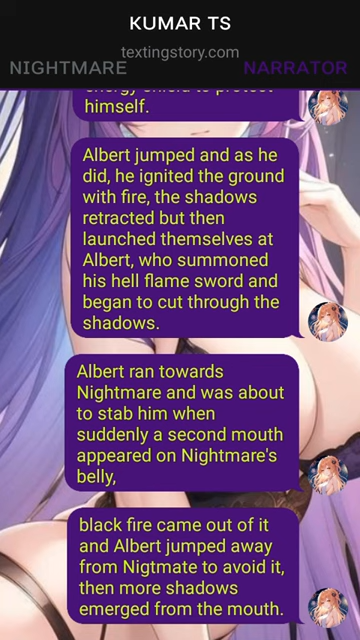 KUMAR TS
textingstory.com
NIGHTMARE
NARRATOR
energy shield to protect
himself.
Albert jumped and as he
did, he ignited the ground
with fire, the shadows
retracted but then
launched themselves at
Albert, who summoned
his hell flame sword and
began to cut through the
shadows.
Albert ran towards
Nightmare and was about
to stab him when
suddenly a second mouth
appeared on Nightmare's
belly,
black fire came out of it
and Albert jumped away
from Nigtmate to avoid it,
then more shadows
emerged from the mouth.